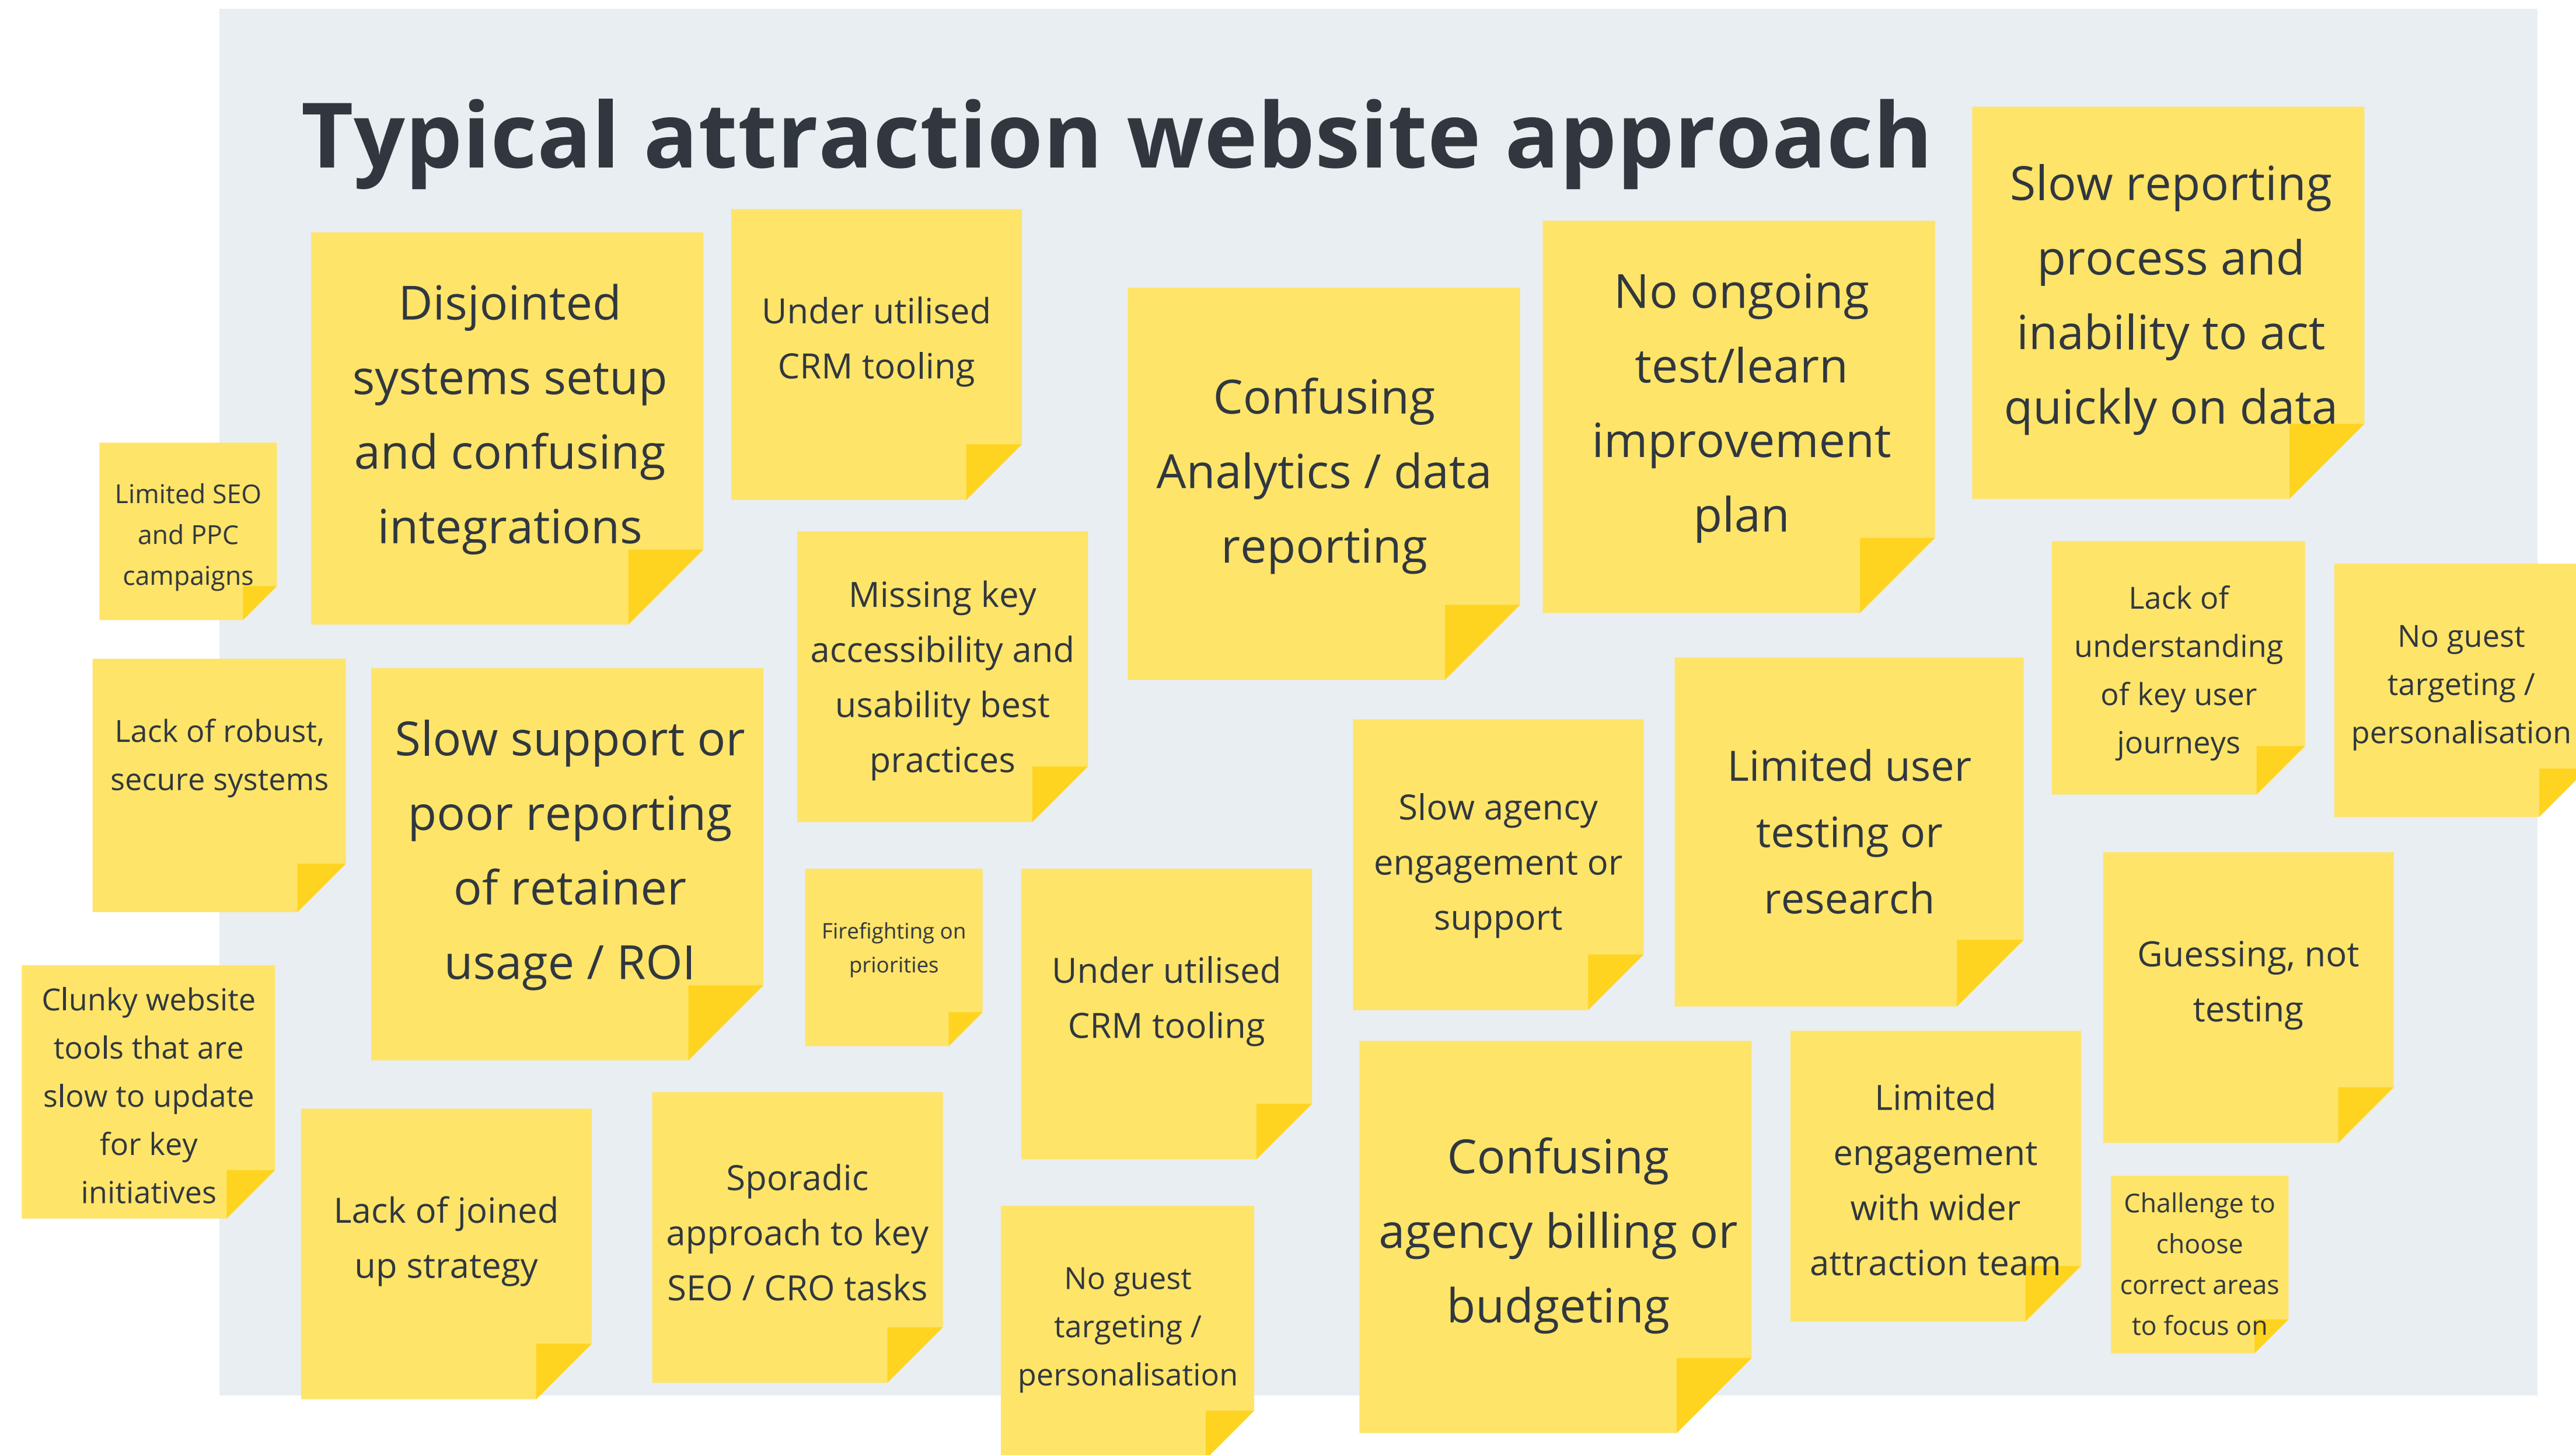 Typical attraction website approach
Slow reporting
process and
inability to act
quickly on data
Disjointed
systems setup
and confusing
integrations
Under utilised
CRM tooling
Confusing
Analytics / data
reporting
No ongoing
test/learn
improvement
plan
Limited SEO
and PPC
campaigns
Missing key
accessibility and
usability best
practices
Lack of
understanding
of key user
journeys
No guest
targeting /
personalisation
Lack of robust,
secure systems
Slow support or
poor reporting
of retainer
usage / ROI
Slow agency
engagement or
support
Limited user
testing or
research
Firefighting on
priorities
Under utilised
CRM tooling
Guessing, not
testing
Clunky website
tools that are
slow to update
for key
initiatives
Lack of joined
up strategy
Sporadic
approach to key
SEO / CRO tasks
No guest
targeting /
personalisation
Confusing
agency billing or
budgeting
Limited
engagement
with wider
attraction team
Challenge to
choose
correct areas
to focus on